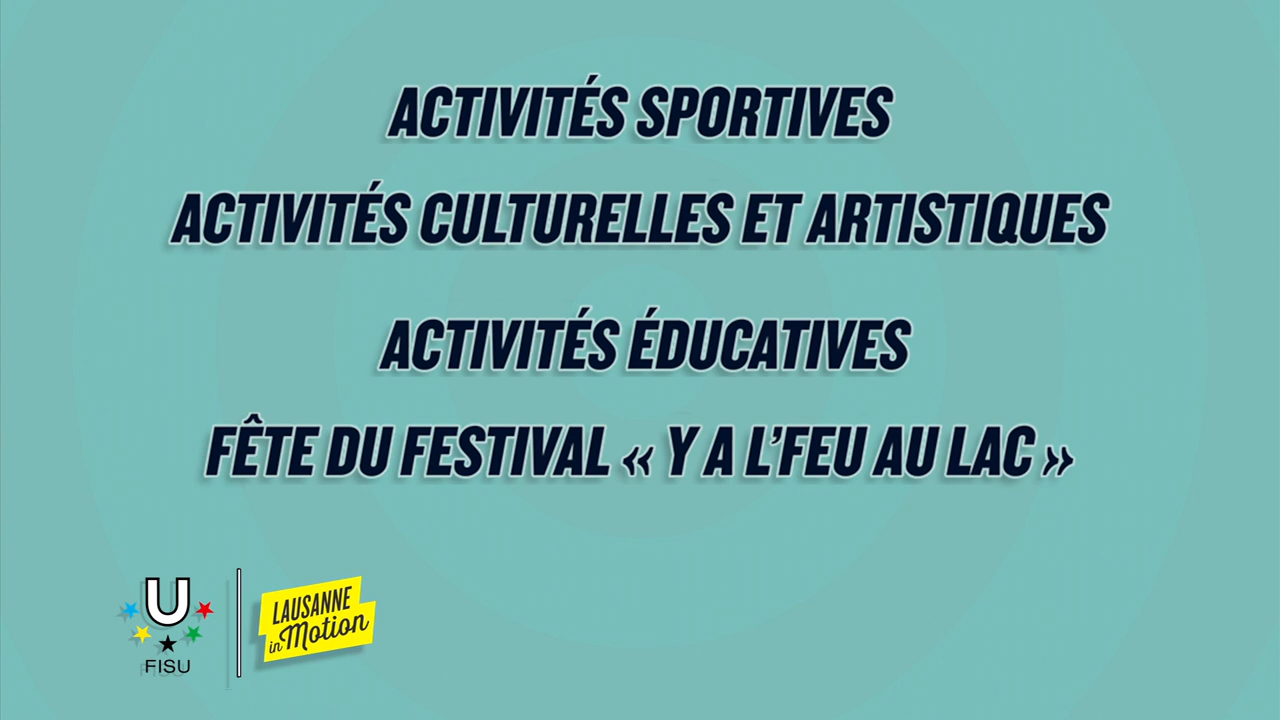 ACTIVITÉS SPORTIVES
ACTIVITÉS CULTURELLES ET ARTISTIQUES
ACTIVITÉS ÉDUCATIVES
FÊTE DU FESTIVAL « Y A L’FEU AU LAC »
U
FISU
LAUSANNE
in Motion